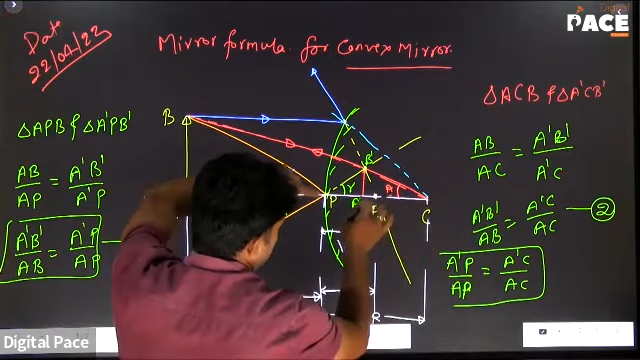 Date
22/04/23
Mirror formula for Convex Mirror.
Digital
PACE
ΔAPB & ΔA'PB'
AB/AP = A'B'/A'P
A'B'/AB = A'P/AP
B
B'
P
A'
F
C
R
ΔACB & ΔA'CB'
AB/AC = A'B'/A'C
A'B'/AB = A'C/AC — 2
A'P/AP = A'C/AC
Digital Pace